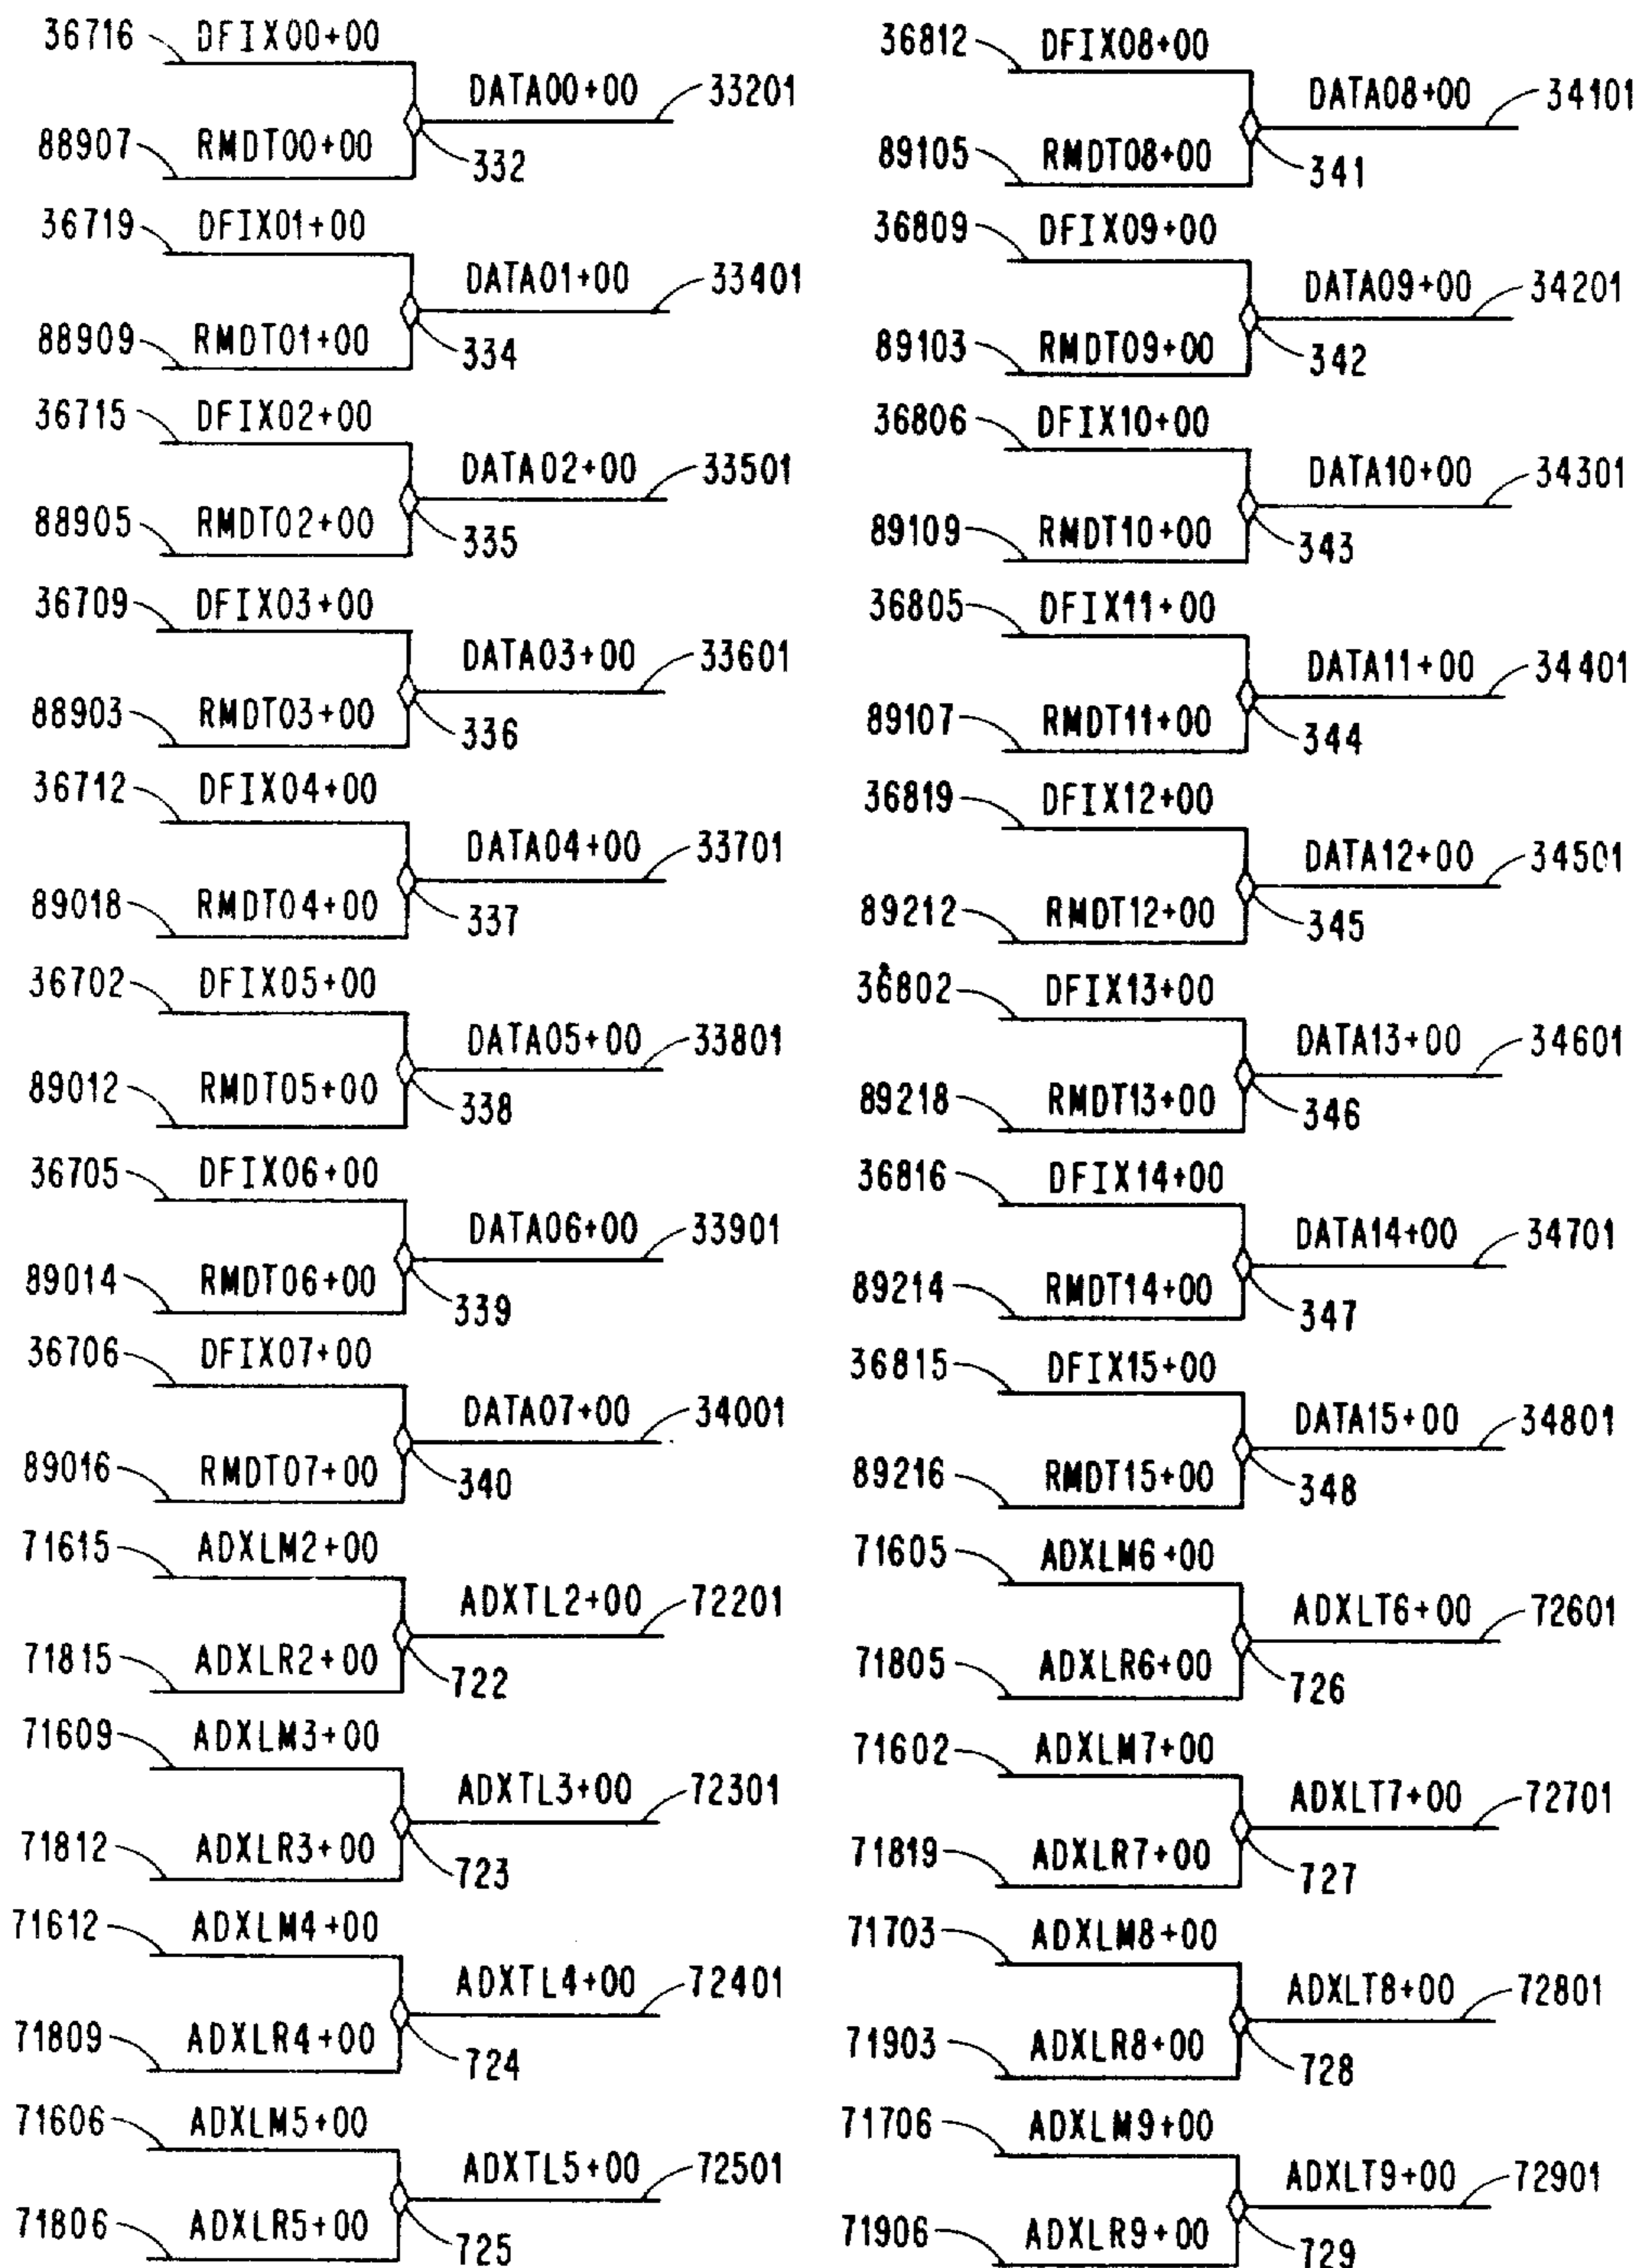 36716 DFIX00+00
DATA00+00 33201
88907 RMDT00+00 332
36719 DFIX01+00
DATA01+00 33401
88909 RMDT01+00 334
36715 DFIX02+00
DATA02+00 33501
88905 RMDT02+00 335
36709 DFIX03+00
DATA03+00 33601
88903 RMDT03+00 336
36712 DFIX04+00
DATA04+00 33701
89018 RMDT04+00 337
36702 DFIX05+00
DATA05+00 33801
89012 RMDT05+00 338
36705 DFIX06+00
DATA06+00 33901
89014 RMDT06+00 339
36706 DFIX07+00
DATA07+00 34001
89016 RMDT07+00 340
71615 ADXLM2+00
ADXTL2+00 72201
71815 ADXLR2+00 722
71609 ADXLM3+00
ADXTL3+00 72301
71812 ADXLR3+00 723
71612 ADXLM4+00
ADXTL4+00 72401
71809 ADXLR4+00 724
71606 ADXLM5+00
ADXTL5+00 72501
71806 ADXLR5+00 725
36812 DFIX08+00
DATA08+00 34101
89105 RMDT08+00 341
36809 DFIX09+00
DATA09+00 34201
89103 RMDT09+00 342
36806 DFIX10+00
DATA10+00 34301
89109 RMDT10+00 343
36805 DFIX11+00
DATA11+00 34401
89107 RMDT11+00 344
36819 DFIX12+00
DATA12+00 34501
89212 RMDT12+00 345
36802 DFIX13+00
DATA13+00 34601
89218 RMDT13+00 346
36816 DFIX14+00
DATA14+00 34701
89214 RMDT14+00 347
36815 DFIX15+00
DATA15+00 34801
89216 RMDT15+00 348
71605 ADXLM6+00
ADXLT6+00 72601
71805 ADXLR6+00 726
71602 ADXLM7+00
ADXLT7+00 72701
71819 ADXLR7+00 727
71703 ADXLM8+00
ADXLT8+00 72801
71903 ADXLR8+00 728
71706 ADXLM9+00
ADXLT9+00 72901
71906 ADXLR9+00 729